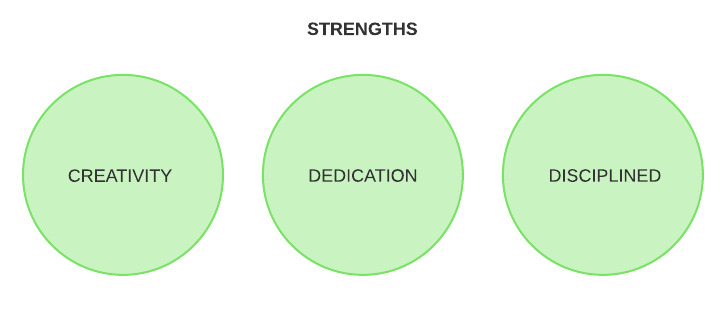 STRENGTHS
CREATIVITY
DEDICATION
DISCIPLINED